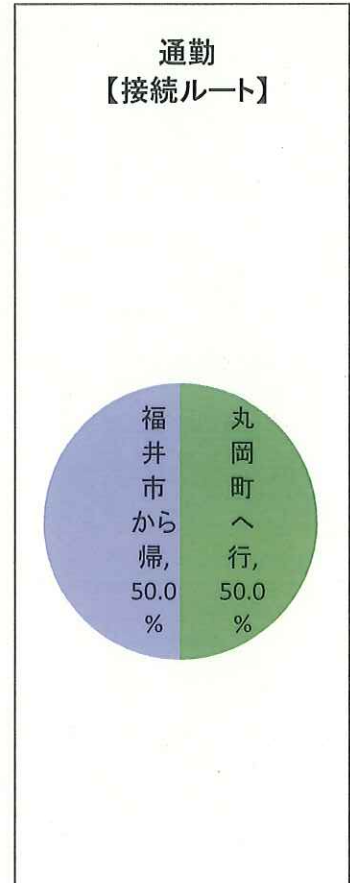 通勤
【接続ルート】
福
井
市
から
帰,
50.0
%
丸
岡
町
へ
行,
50.0
%